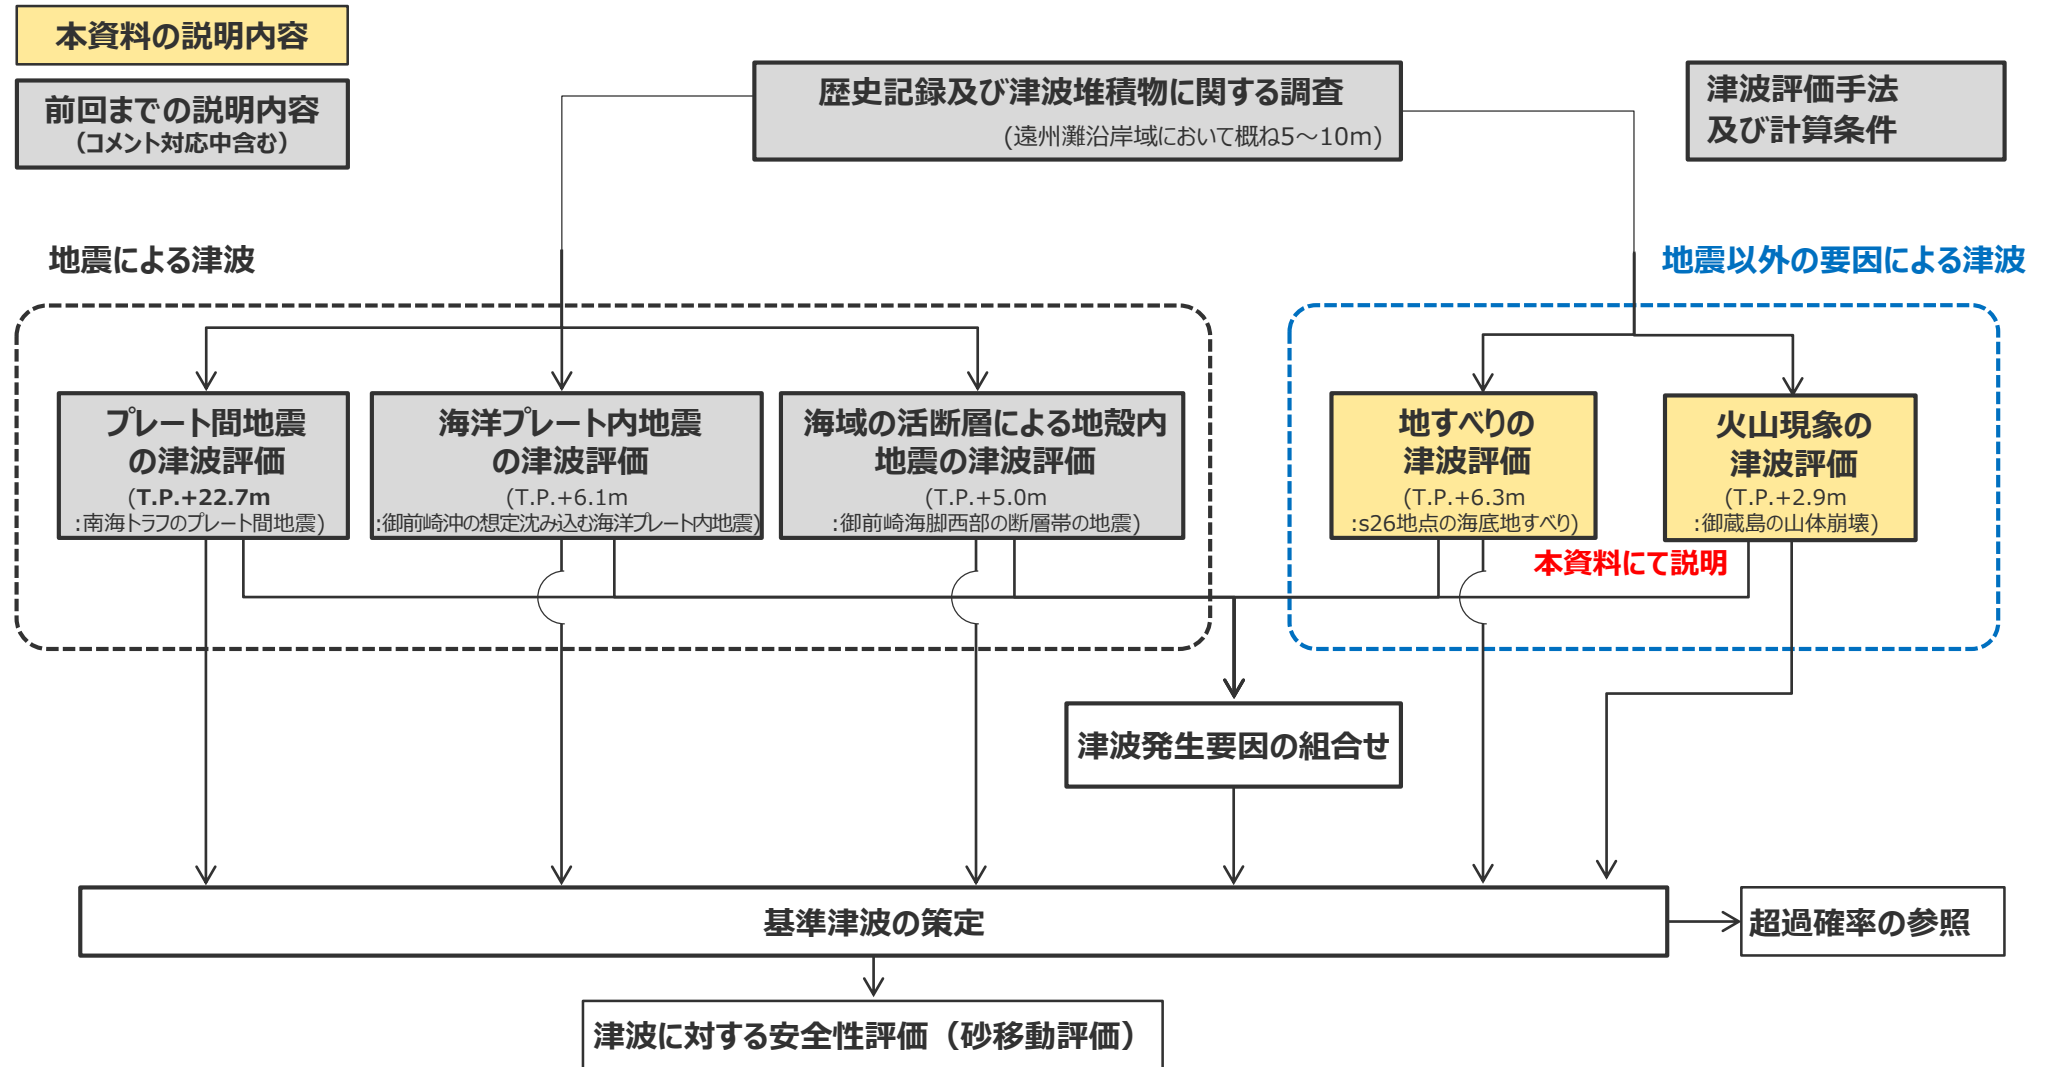 本資料の説明内容
前回までの説明内容
（コメント対応中含む）
歴史記録及び津波堆積物に関する調査
(遠州灘沿岸域において概ね5～10m)
津波評価手法
及び計算条件
地震による津波
地震以外の要因による津波
プレート間地震
の津波評価
(T.P.+22.7m
:南海トラフのプレート間地震)
海洋プレート内地震
の津波評価
(T.P.+6.1m
:御前崎沖の想定沈み込む海洋プレート内地震)
海域の活断層による地殻内
地震の津波評価
(T.P.+5.0m
:御前崎海脚西部の断層帯の地震)
地すべりの
津波評価
(T.P.+6.3m
:s26地点の海底地すべり)
火山現象の
津波評価
(T.P.+2.9m
:御蔵島の山体崩壊)
本資料にて説明
津波発生要因の組合せ
基準津波の策定
超過確率の参照
津波に対する安全性評価（砂移動評価）